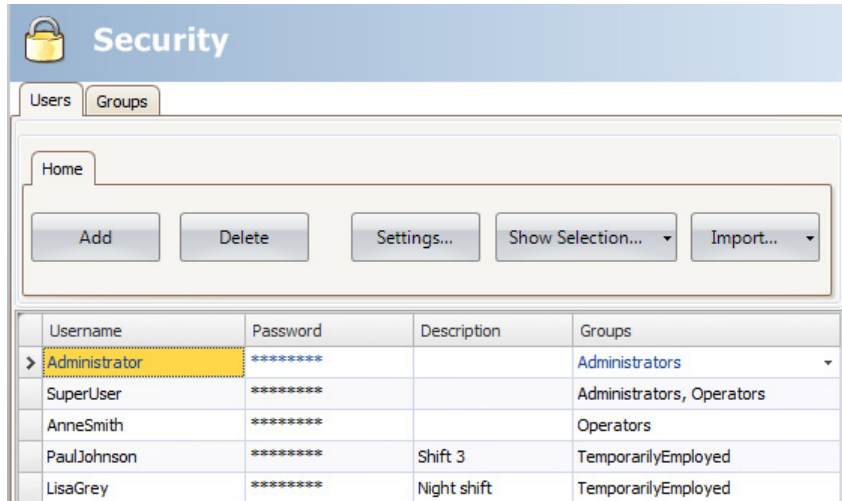 Security
Users Groups
Home
Add Delete Settings... Show Selection... Import...
Username Password Description Groups
Administrator ******** Administrators
SuperUser ******** Administrators, Operators
AnneSmith ******** Operators
PaulJohnson ******** Shift 3 TemporarilyEmployed
LisaGrey ******** Night shift TemporarilyEmployed